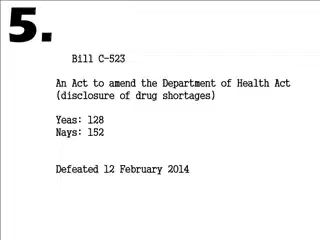 5.
Bill C-523
An Act to amend the Department of Health Act
(disclosure of drug shortages)
Yeas: 128
Nays: 152
Defeated 12 February 2014